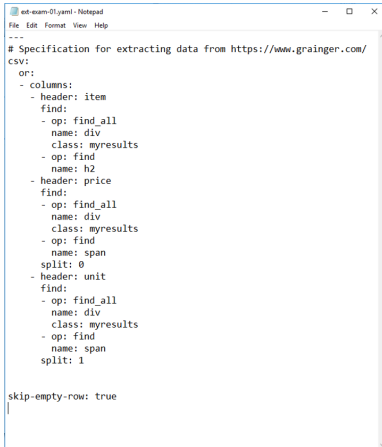 ext-exam-01.yaml - Notepad
File Edit Format View Help
---
# Specification for extracting data from https://www.grainger.com/
csv:
  or:
  - columns:
    - header: item
      find:
      - op: find_all
        name: div
        class: myresults
      - op: find
        name: h2
    - header: price
      find:
      - op: find_all
        name: div
        class: myresults
      - op: find
        name: span
      split: 0
    - header: unit
      find:
      - op: find_all
        name: div
        class: myresults
      - op: find
        name: span
      split: 1
skip-empty-row: true